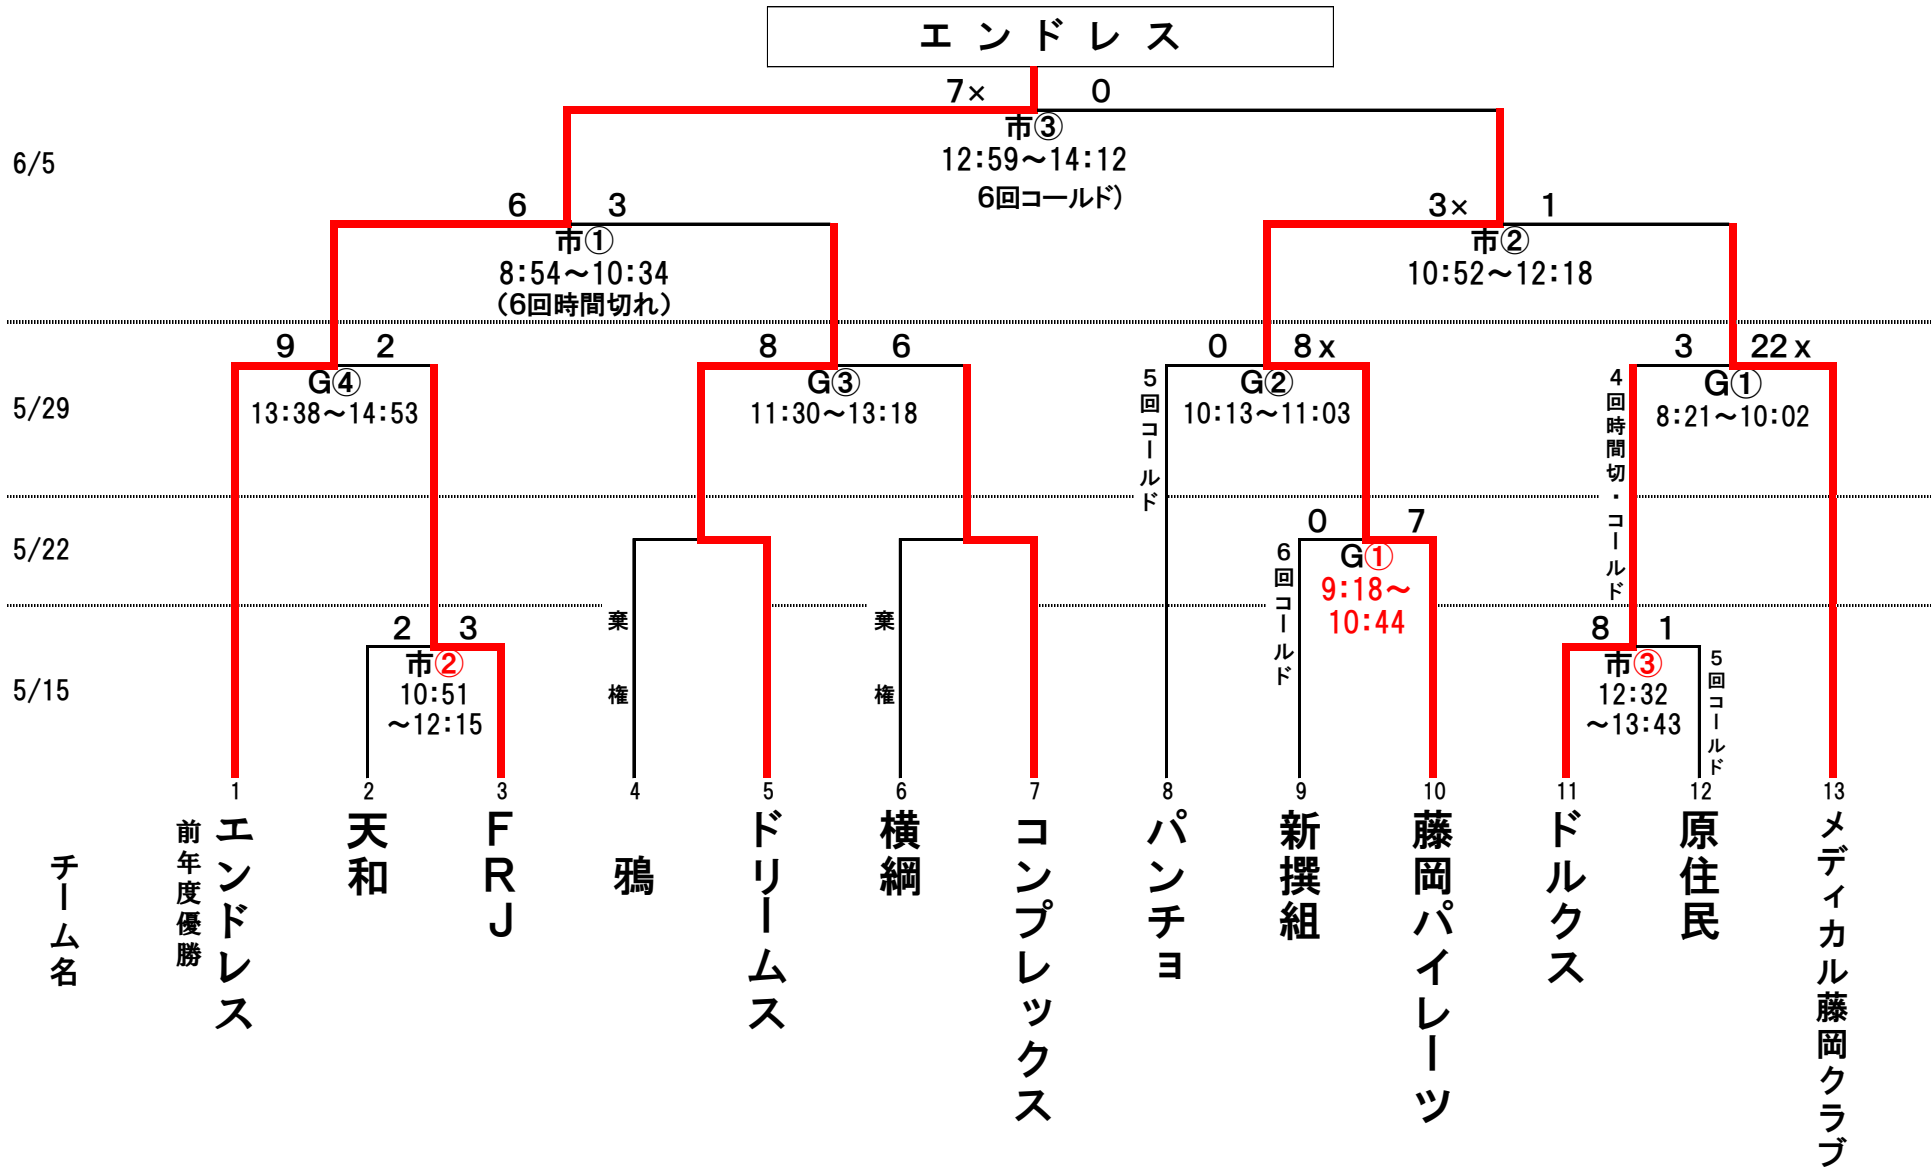 エンドレス
7× 0
市③
12:59～14:12
6回コールド）
6/5
6 3
市①
8:54～10:34
（6回時間切れ）
3× 1
市②
10:52～12:18
5/29
9 2
G④
13:38～14:53
8 6
G③
11:30～13:18
0 8x
G②
10:13～11:03
5回コールド
3 22x
G①
8:21～10:02
4回時間切・コールド
5/22
0 7
G①
9:18～
10:44
6回コールド
棄権
棄権
5/15
2 3
市②
10:51
～12:15
8 1
市③
12:32
～13:43
5回コールド
1 2 3 4 5 6 7 8 9 10 11 12 13
チーム名
前年度優勝
エンドレス
天和
FRJ
鴉
ドリームス
横綱
コンプレックス
パンチョ
新撰組
藤岡パイレーツ
ドルクス
原住民
メディカル藤岡クラブ